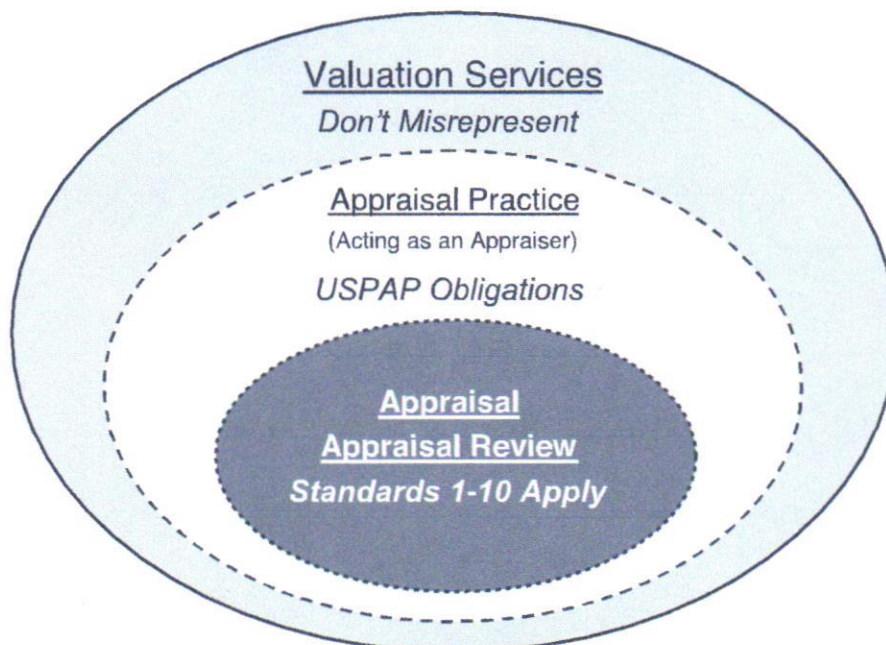 Valuation Services
Don't Misrepresent
Appraisal Practice
(Acting as an Appraiser)
USPAP Obligations
Appraisal
Appraisal Review
Standards 1-10 Apply